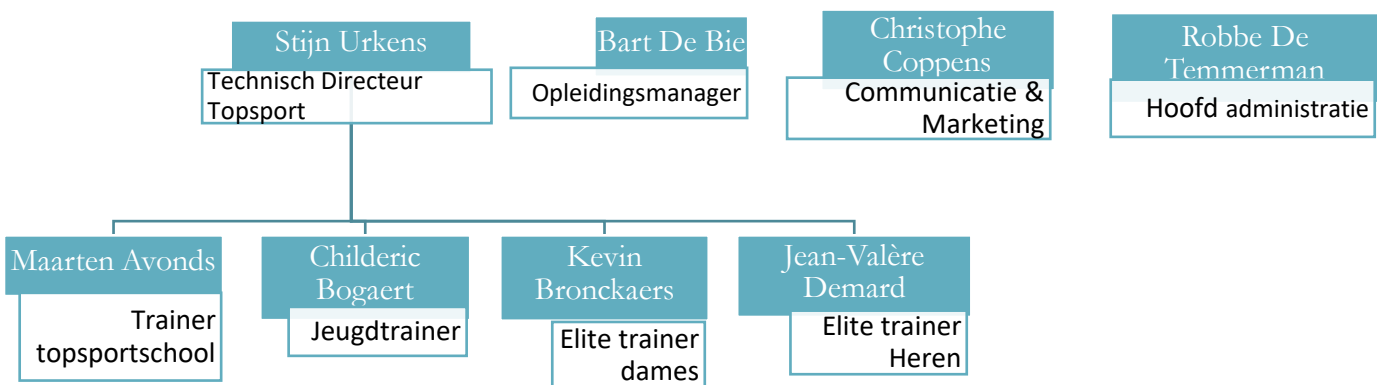 Stijn Urkens
Technisch Directeur
Topsport
Bart De Bie
Opleidingsmanager
Christophe
Coppens
Communicatie &
Marketing
Robbe De
Temmerman
Hoofd administratie
Maarten Avonds
Trainer
topsportschool
Childeric
Bogaert
Jeugdtrainer
Kevin
Bronckaers
Elite trainer
dames
Jean-Valère
Demard
Elite trainer
Heren